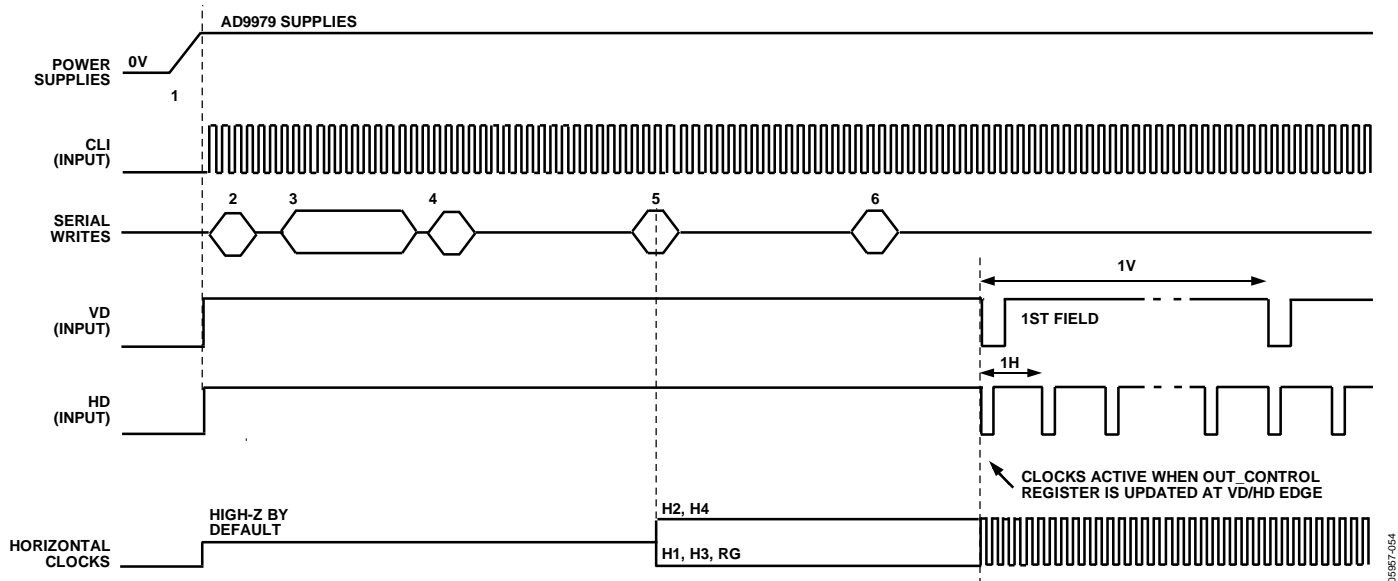 AD9979 SUPPLIES
0V
POWER
SUPPLIES
1
CLI
(INPUT)
2
3
4
5
6
SERIAL
WRITES
1V
VD
(INPUT)
1ST FIELD
1H
HD
(INPUT)
CLOCKS ACTIVE WHEN OUT_CONTROL
REGISTER IS UPDATED AT VD/HD EDGE
HIGH-Z BY
DEFAULT
H2, H4
HORIZONTAL
CLOCKS
H1, H3, RG
05957-054